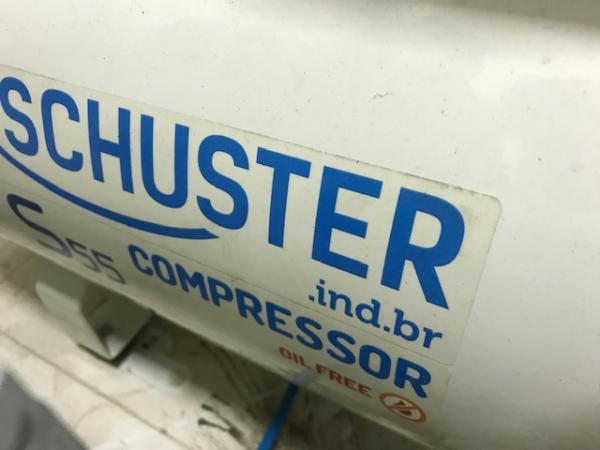 SCHUSTER
.ind.br
S55 COMPRESSOR
OIL FREE